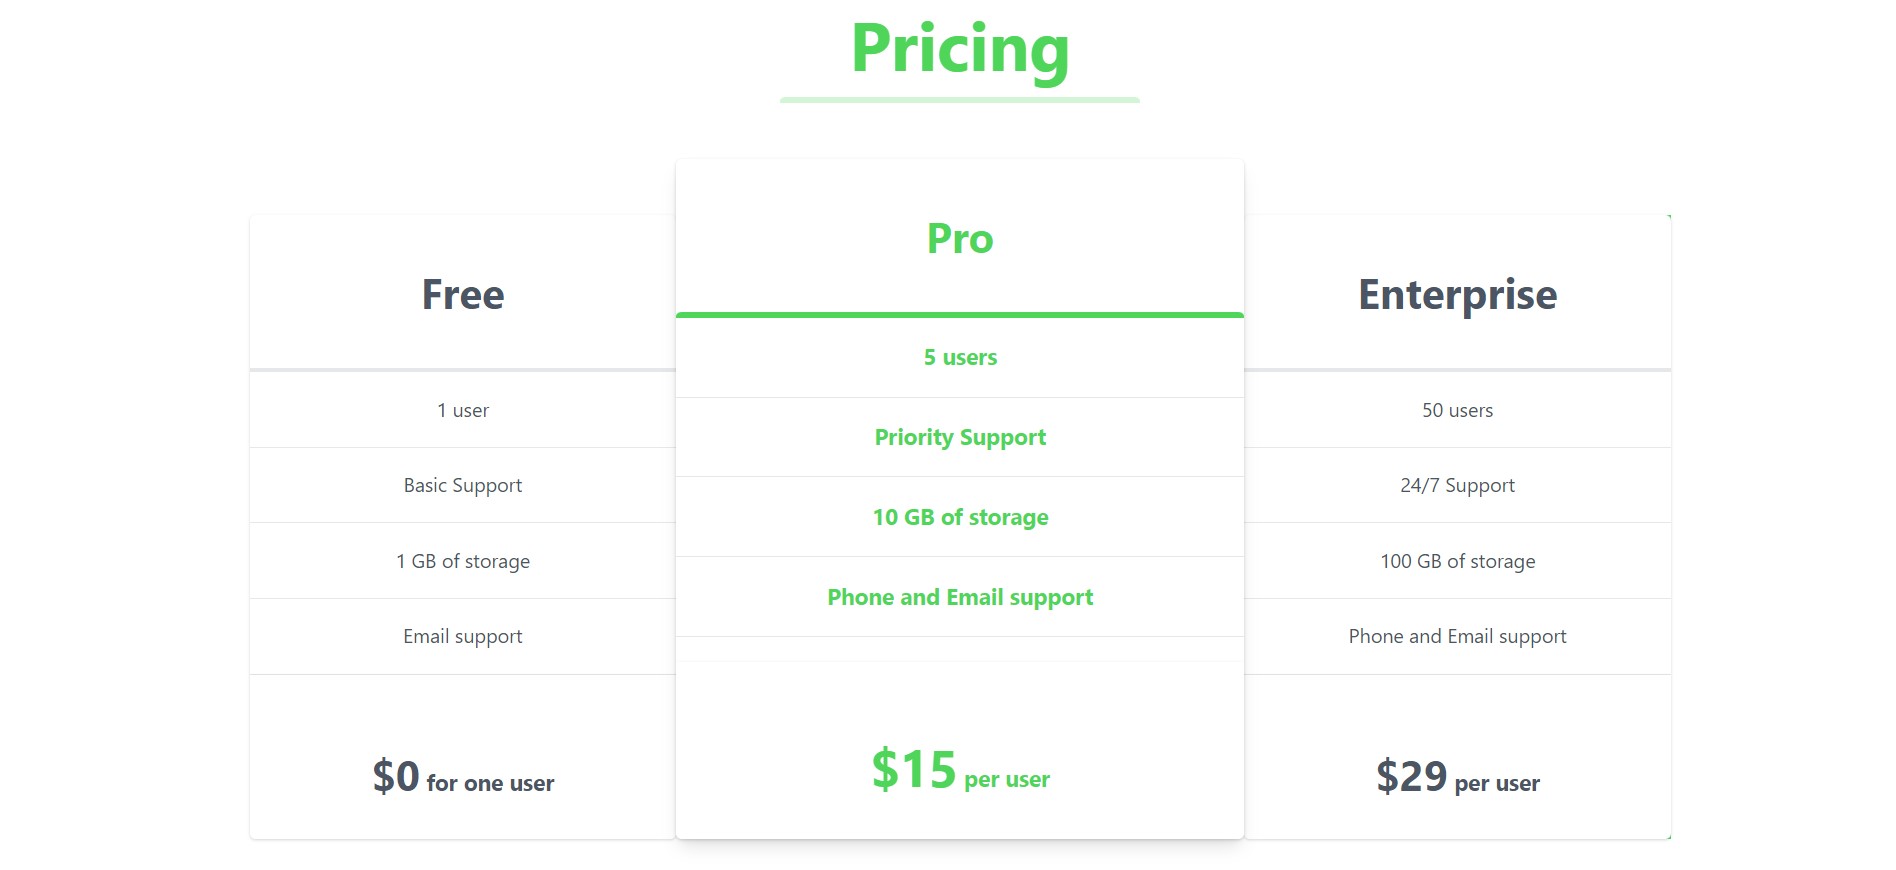 Pricing
Free
1 user
Basic Support
1 GB of storage
Email support
$0 for one user
Pro
5 users
Priority Support
10 GB of storage
Phone and Email support
$15 per user
Enterprise
50 users
24/7 Support
100 GB of storage
Phone and Email support
$29 per user